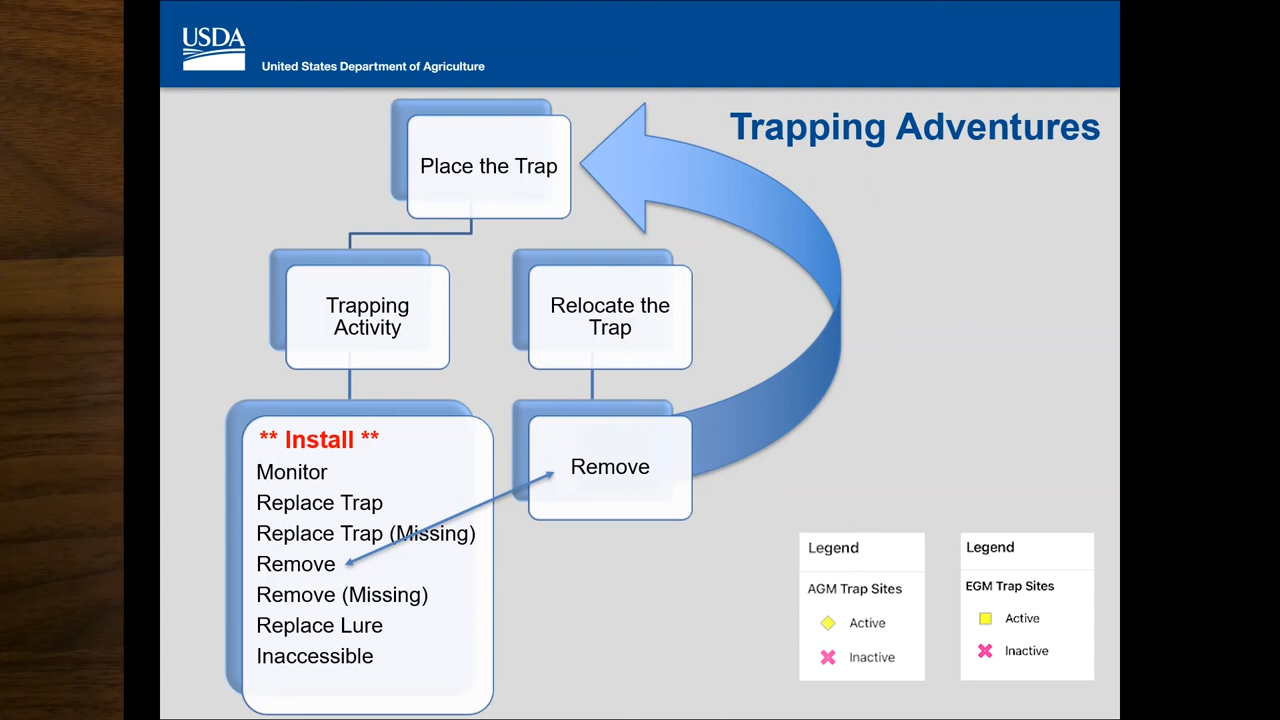 USDA
United States Department of Agriculture
Trapping Adventures
Place the Trap
Trapping
Activity
Relocate the
Trap
** Install **
Monitor
Replace Trap
Replace Trap (Missing)
Remove
Remove (Missing)
Replace Lure
Inaccessible
Remove
Legend
AGM Trap Sites
Active
Inactive
Legend
EGM Trap Sites
Active
Inactive